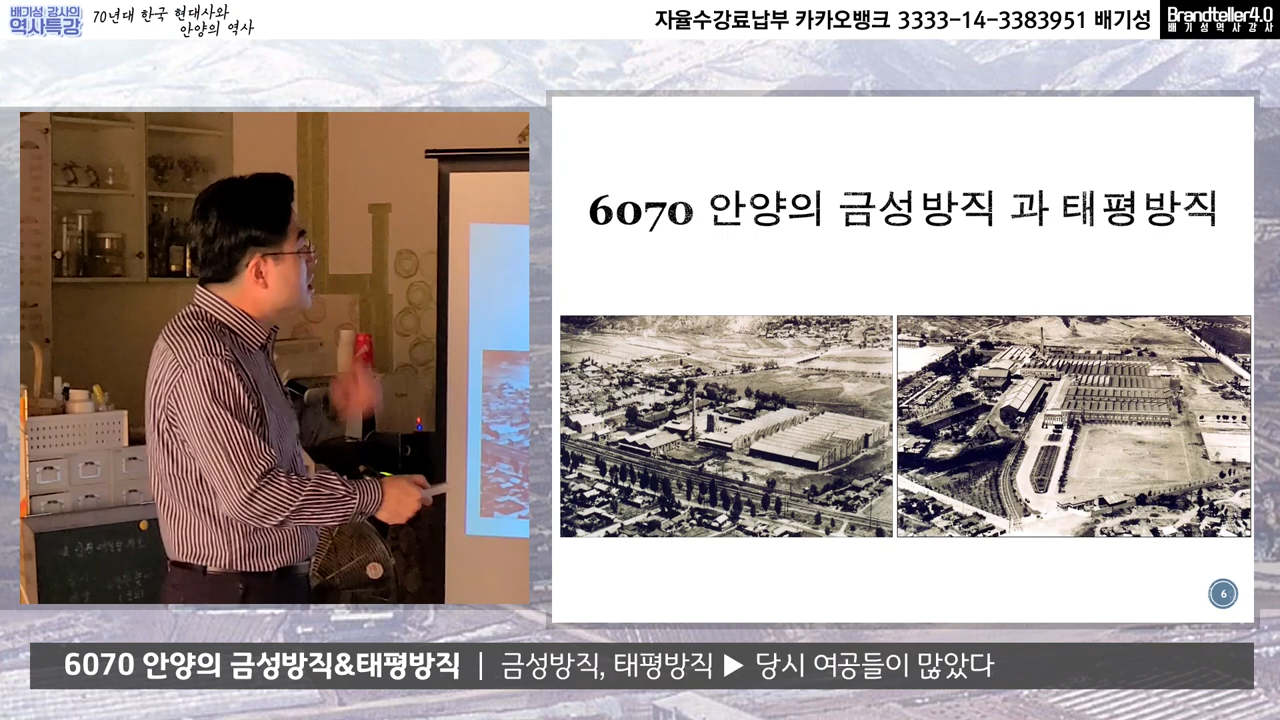 배기성 강사의
역사특강
70년대 한국 현대사와
안양의 역사
자율수강료납부 카카오뱅크 3333-14-3383951 배기성
Brandteller4.0
배기성역사강사
6070 안양의 금성방직 과 태평방직
6
6070 안양의 금성방직&태평방직 | 금성방직, 태평방직 ▶ 당시 여공들이 많았다